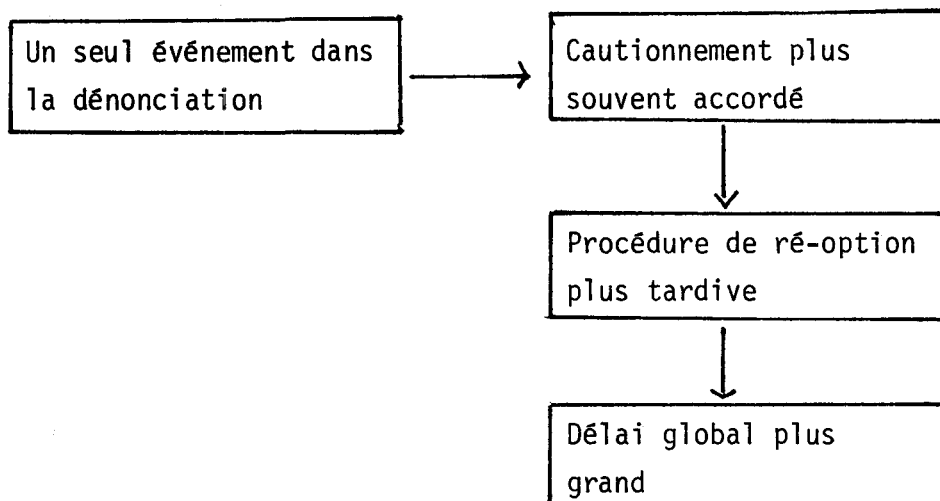 Un seul événement dans
la dénonciation
Cautionnement plus
souvent accordé
Procédure de ré-option
plus tardive
Délai global plus
grand